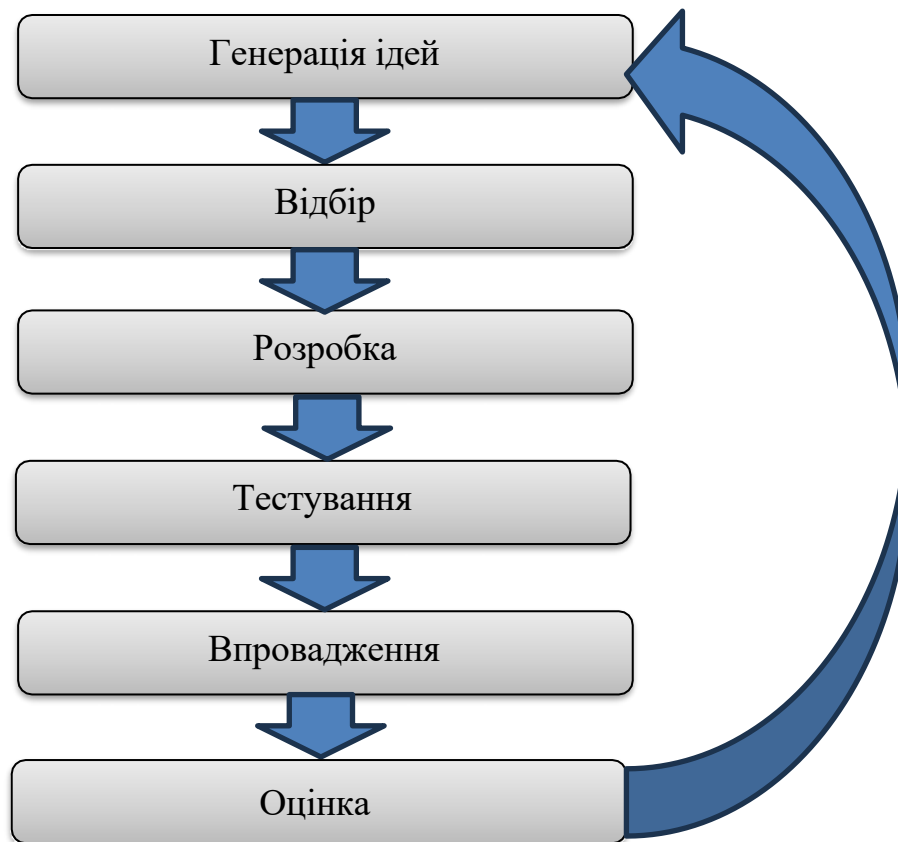 Генерація ідей
Відбір
Розробка
Тестування
Впровадження
Оцінка